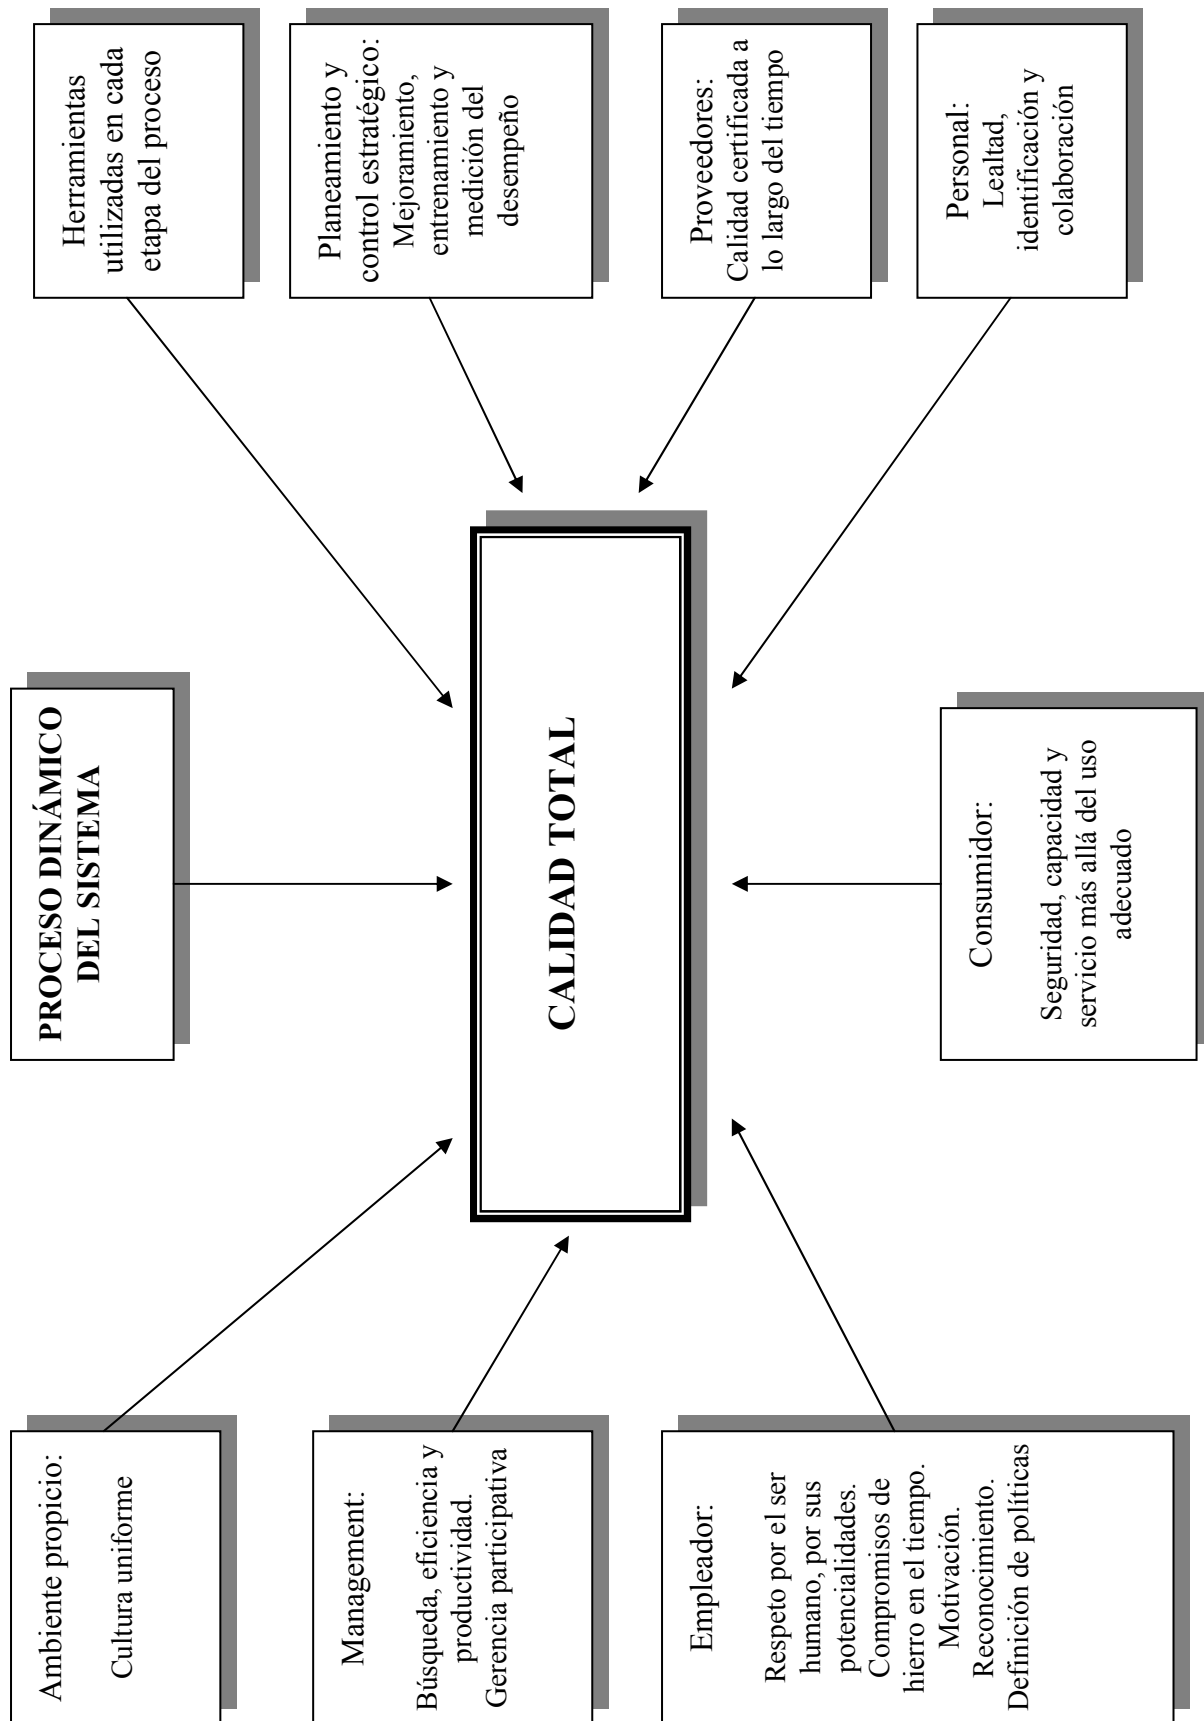 Ambiente propicio:
Cultura uniforme
PROCESO DINÁMICO
DEL SISTEMA
Herramientas
utilizadas en cada
etapa del proceso
Management:
Búsqueda, eficiencia y
productividad.
Gerencia participativa
CALIDAD TOTAL
Planeamiento y
control estratégico:
Mejoramiento,
entrenamiento y
medición del
desempeño
Empleador:
Respeto por el ser
humano, por sus
potencialidades.
Compromisos de
hierro en el tiempo.
Motivación.
Reconocimiento.
Definición de políticas
Consumidor:
Seguridad, capacidad y
servicio más allá del uso
adecuado
Proveedores:
Calidad certificada a
lo largo del tiempo
Personal:
Lealtad,
identificación y
colaboración